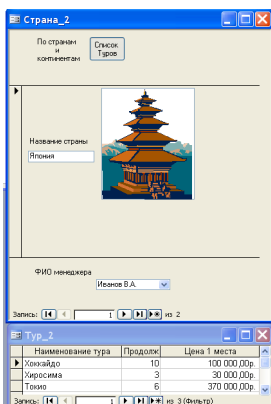 Страна_2
По странам
и
континентам
Список
Туров
Название страны
Япония
ФИО менеджера
Иванов В.А.
Запись: 1 из 2
Тур_2
Наименование тура Продолж Цена 1 места
Хоккайдо 10 100 000,00р.
Хиросима 3 30 000,00р.
Токио 6 370 000,00р.
Запись: 1 из 3 (Фильтр)